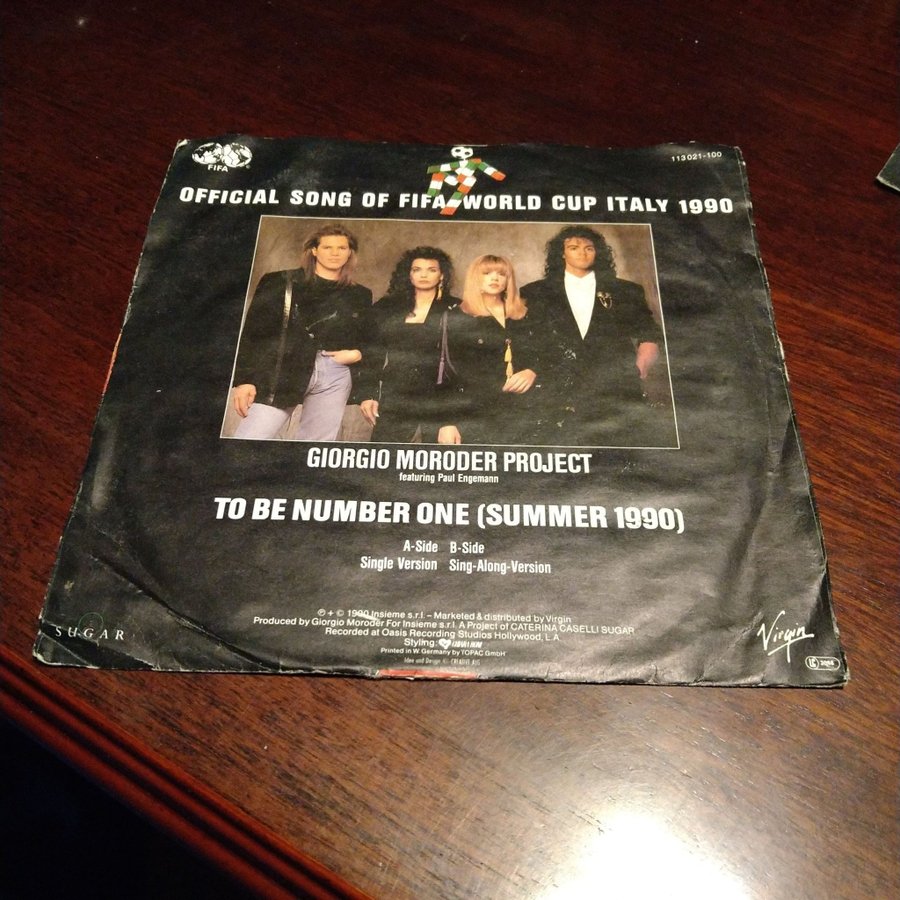 113021-100
FIFA
OFFICIAL SONG OF FIFA WORLD CUP ITALY 1990
GIORGIO MORODER PROJECT
featuring Paul Engemann
TO BE NUMBER ONE (SUMMER 1990)
A-Side B-Side
Single Version Sing-Along-Version
℗ + © 1990 Insieme s.r.l. – Marketed & distributed by Virgin
Produced by Giorgio Moroder For Insieme s.r.l. A Project of CATERINA CASELLI SUGAR
Recorded at Oasis Recording Studios Hollywood, L.A.
Styling:
Printed in W. Germany by TOPAC GmbH
Idee und Design
SUGAR
Virgin